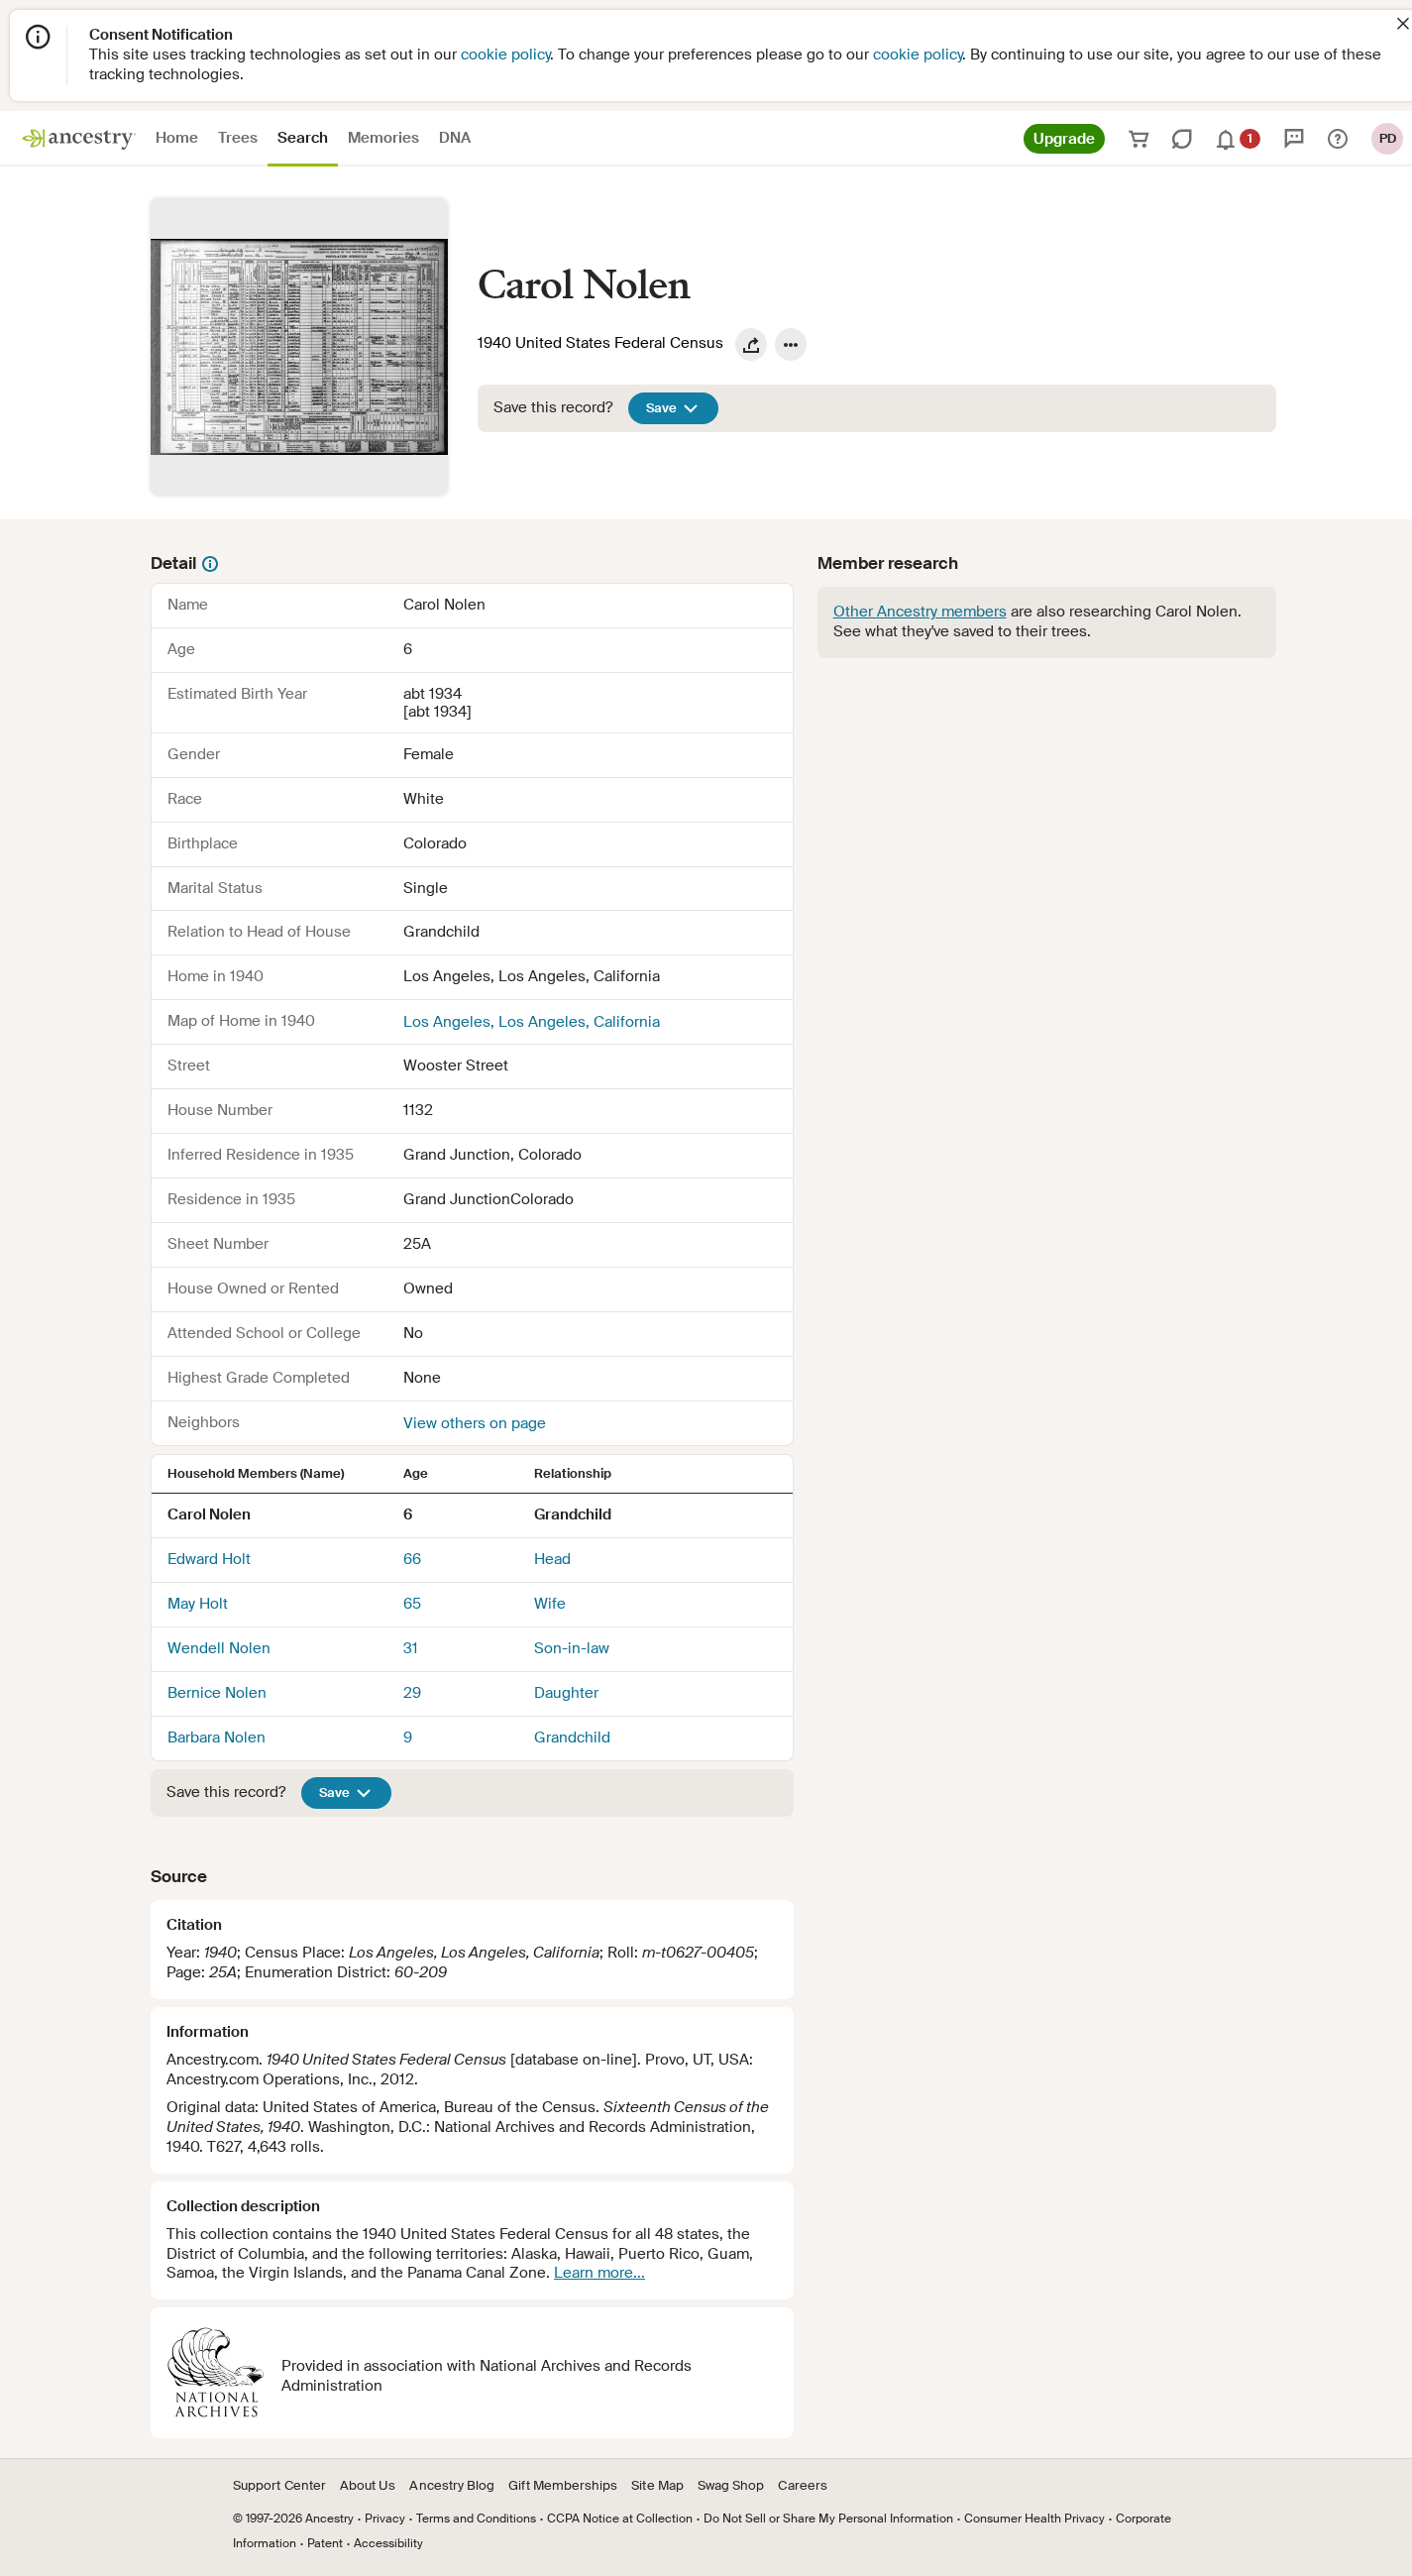 Consent Notification
This site uses tracking technologies as set out in our cookie policy. To change your preferences please go to our cookie policy. By continuing to use our site, you agree to our use of these
tracking technologies.
ancestry Home Trees Search Memories DNA Upgrade 1 PD
Carol Nolen
1940 United States Federal Census
Save this record? Save
Detail
Name Carol Nolen
Age 6
Estimated Birth Year abt 1934
[abt 1934]
Gender Female
Race White
Birthplace Colorado
Marital Status Single
Relation to Head of House Grandchild
Home in 1940 Los Angeles, Los Angeles, California
Map of Home in 1940 Los Angeles, Los Angeles, California
Street Wooster Street
House Number 1132
Inferred Residence in 1935 Grand Junction, Colorado
Residence in 1935 Grand JunctionColorado
Sheet Number 25A
House Owned or Rented Owned
Attended School or College No
Highest Grade Completed None
Neighbors View others on page
Household Members (Name) Age Relationship
Carol Nolen 6 Grandchild
Edward Holt 66 Head
May Holt 65 Wife
Wendell Nolen 31 Son-in-law
Bernice Nolen 29 Daughter
Barbara Nolen 9 Grandchild
Save this record? Save
Member research
Other Ancestry members are also researching Carol Nolen.
See what they've saved to their trees.
Source
Citation
Year: 1940; Census Place: Los Angeles, Los Angeles, California; Roll: m-t0627-00405;
Page: 25A; Enumeration District: 60-209
Information
Ancestry.com. 1940 United States Federal Census [database on-line]. Provo, UT, USA:
Ancestry.com Operations, Inc., 2012.
Original data: United States of America, Bureau of the Census. Sixteenth Census of the
United States, 1940. Washington, D.C.: National Archives and Records Administration,
1940. T627, 4,643 rolls.
Collection description
This collection contains the 1940 United States Federal Census for all 48 states, the
District of Columbia, and the following territories: Alaska, Hawaii, Puerto Rico, Guam,
Samoa, the Virgin Islands, and the Panama Canal Zone. Learn more...
NATIONAL
ARCHIVES
Provided in association with National Archives and Records
Administration
Support Center About Us Ancestry Blog Gift Memberships Site Map Swag Shop Careers
© 1997-2026 Ancestry • Privacy • Terms and Conditions • CCPA Notice at Collection • Do Not Sell or Share My Personal Information • Consumer Health Privacy • Corporate
Information • Patent • Accessibility